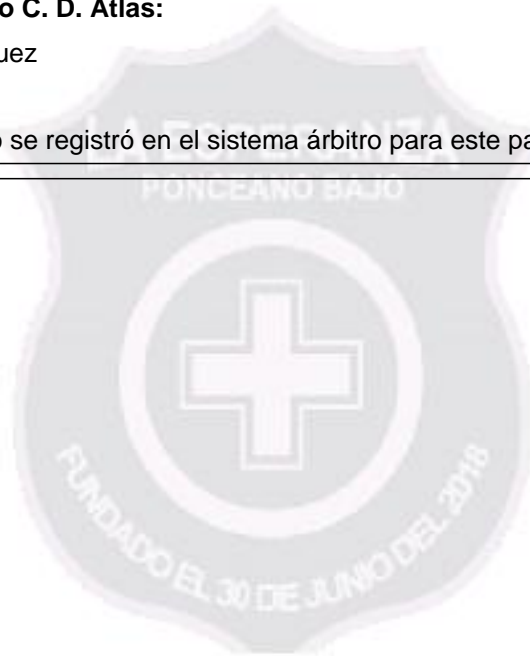 o C. D. Atlas:
uez
o se registró en el sistema árbitro para este pa
LA ESPERANZA
PONCEANO BAJO
FUNDADO EL 30 DE JUNIO DEL 2018